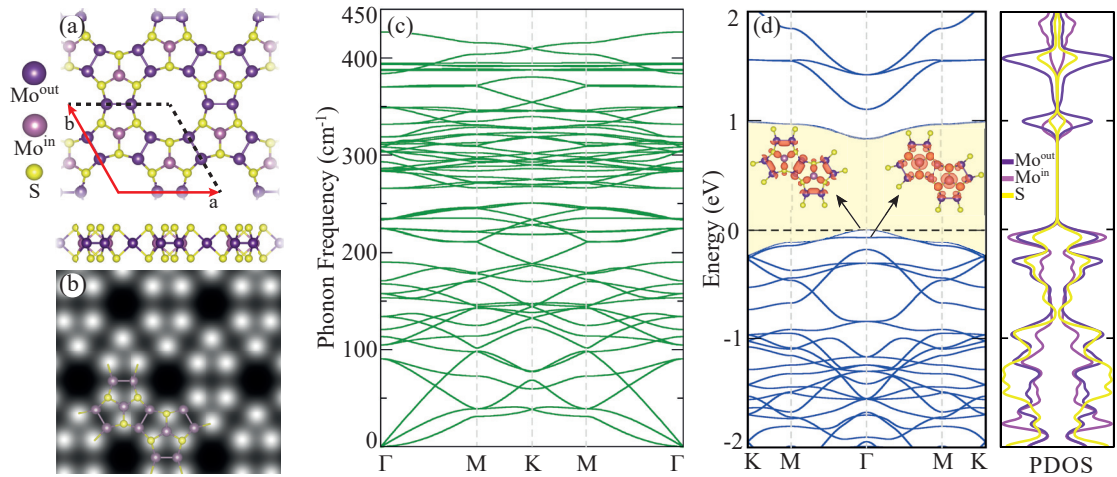 (a)
Mo^out
Mo^in
S
b
a
(b)
(c)
Phonon Frequency (cm⁻¹)
450
400
350
300
250
200
150
100
0
Γ M K M Γ
(d)
Energy (eV)
2
1
0
-1
-2
K M Γ M K
Mo^out
Mo^in
S
PDOS